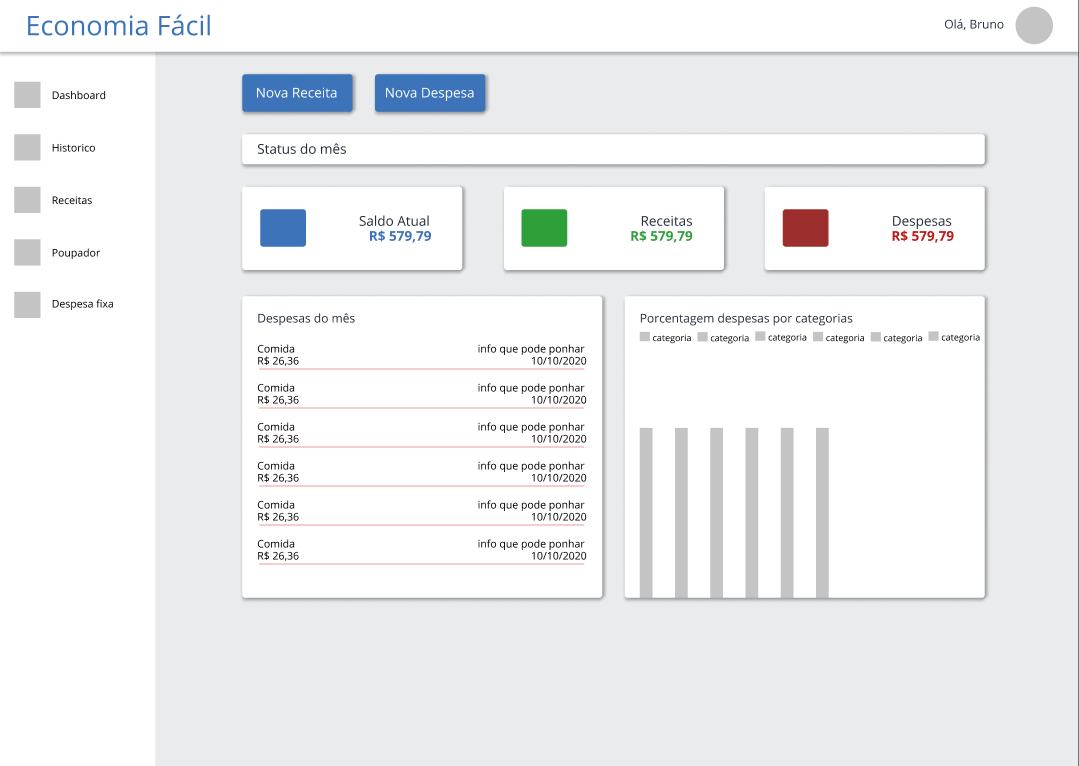 Economia Fácil
Olá, Bruno
Dashboard
Historico
Receitas
Poupador
Despesa fixa
Nova Receita
Nova Despesa
Status do mês
Saldo Atual
R$ 579,79
Receitas
R$ 579,79
Despesas
R$ 579,79
Despesas do mês
Comida info que pode ponhar
R$ 26,36 10/10/2020
Comida info que pode ponhar
R$ 26,36 10/10/2020
Comida info que pode ponhar
R$ 26,36 10/10/2020
Comida info que pode ponhar
R$ 26,36 10/10/2020
Comida info que pode ponhar
R$ 26,36 10/10/2020
Comida info que pode ponhar
R$ 26,36 10/10/2020
Porcentagem despesas por categorias
categoria categoria categoria categoria categoria categoria